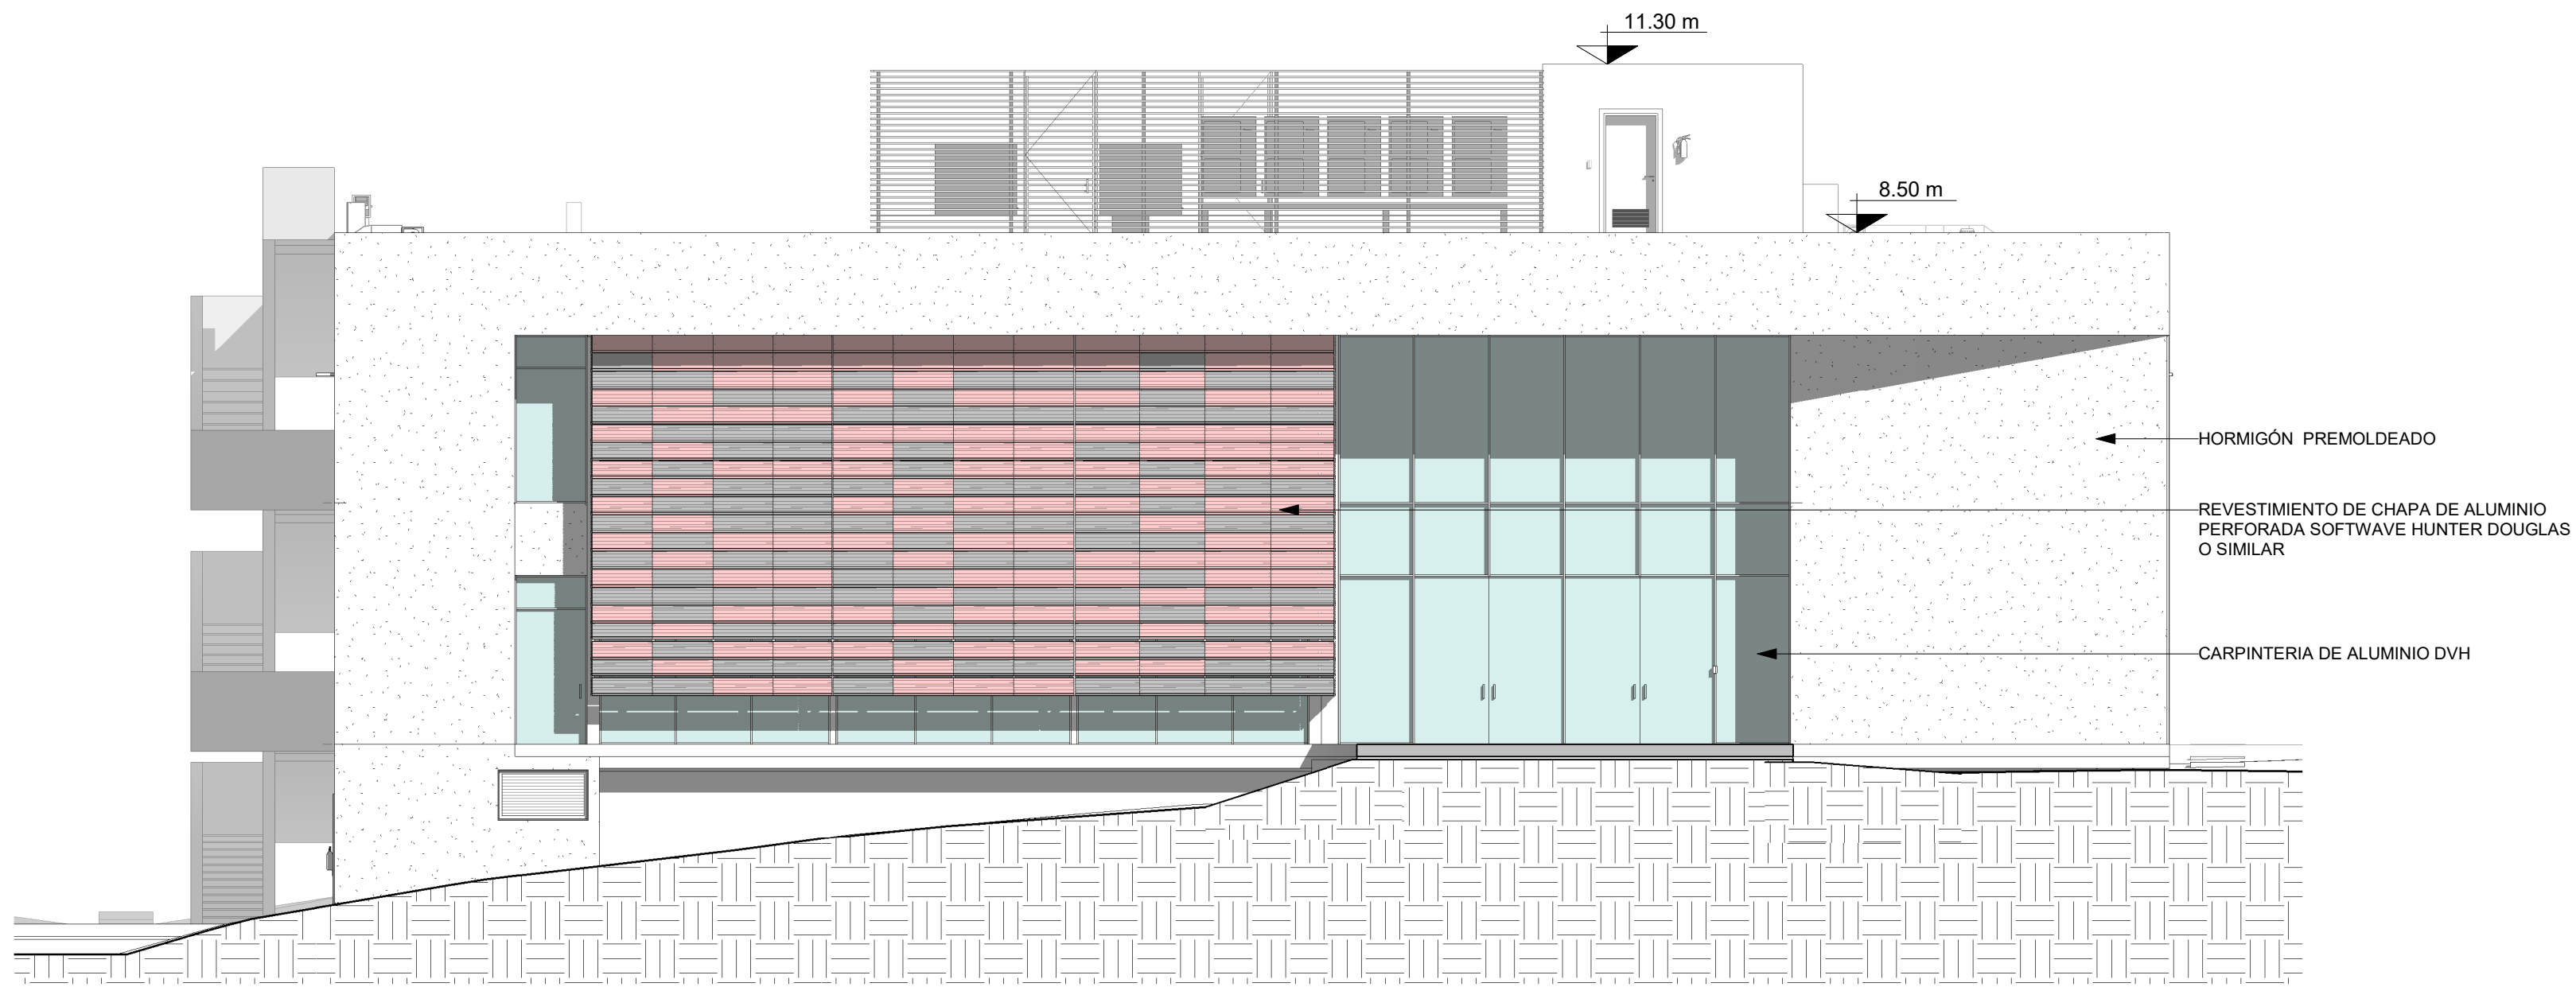 11.30 m
8.50 m
HORMIGÓN PREMOLDEADO
REVESTIMIENTO DE CHAPA DE ALUMINIO
PERFORADA SOFTWAVE HUNTER DOUGLAS
O SIMILAR
CARPINTERIA DE ALUMINIO DVH